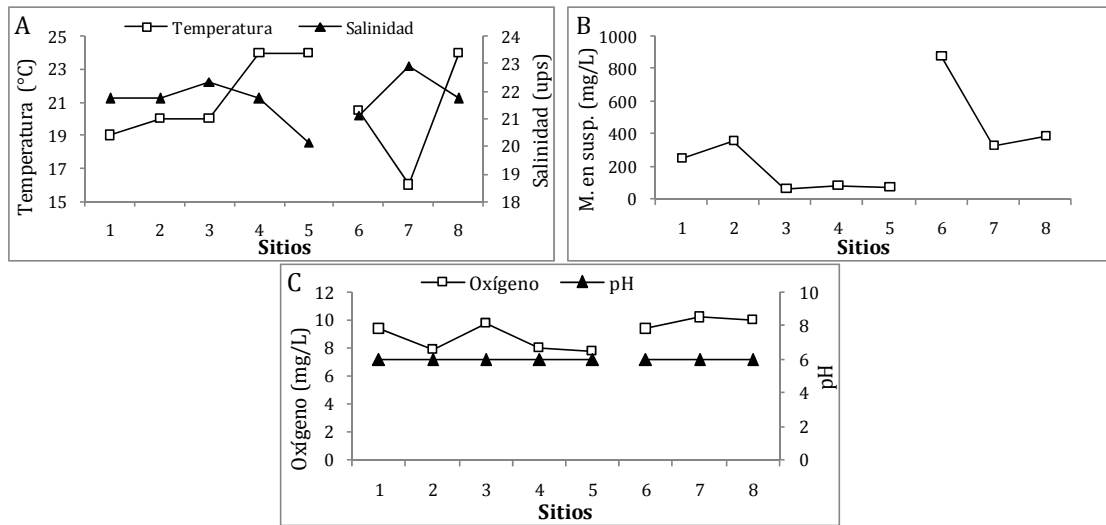 A
Temperatura
Salinidad
Temperatura (°C)
25
23
21
19
17
15
24
23
22
21
20
19
18
Salinidad (ups)
1 2 3 4 5 6 7 8
Sitios
B
M. en susp. (mg/L)
1000
800
600
400
200
0
1 2 3 4 5 6 7 8
Sitios
C
Oxígeno
pH
Oxígeno (mg/L)
12
10
8
6
4
2
0
10
8
6
4
2
0
pH
1 2 3 4 5 6 7 8
Sitios